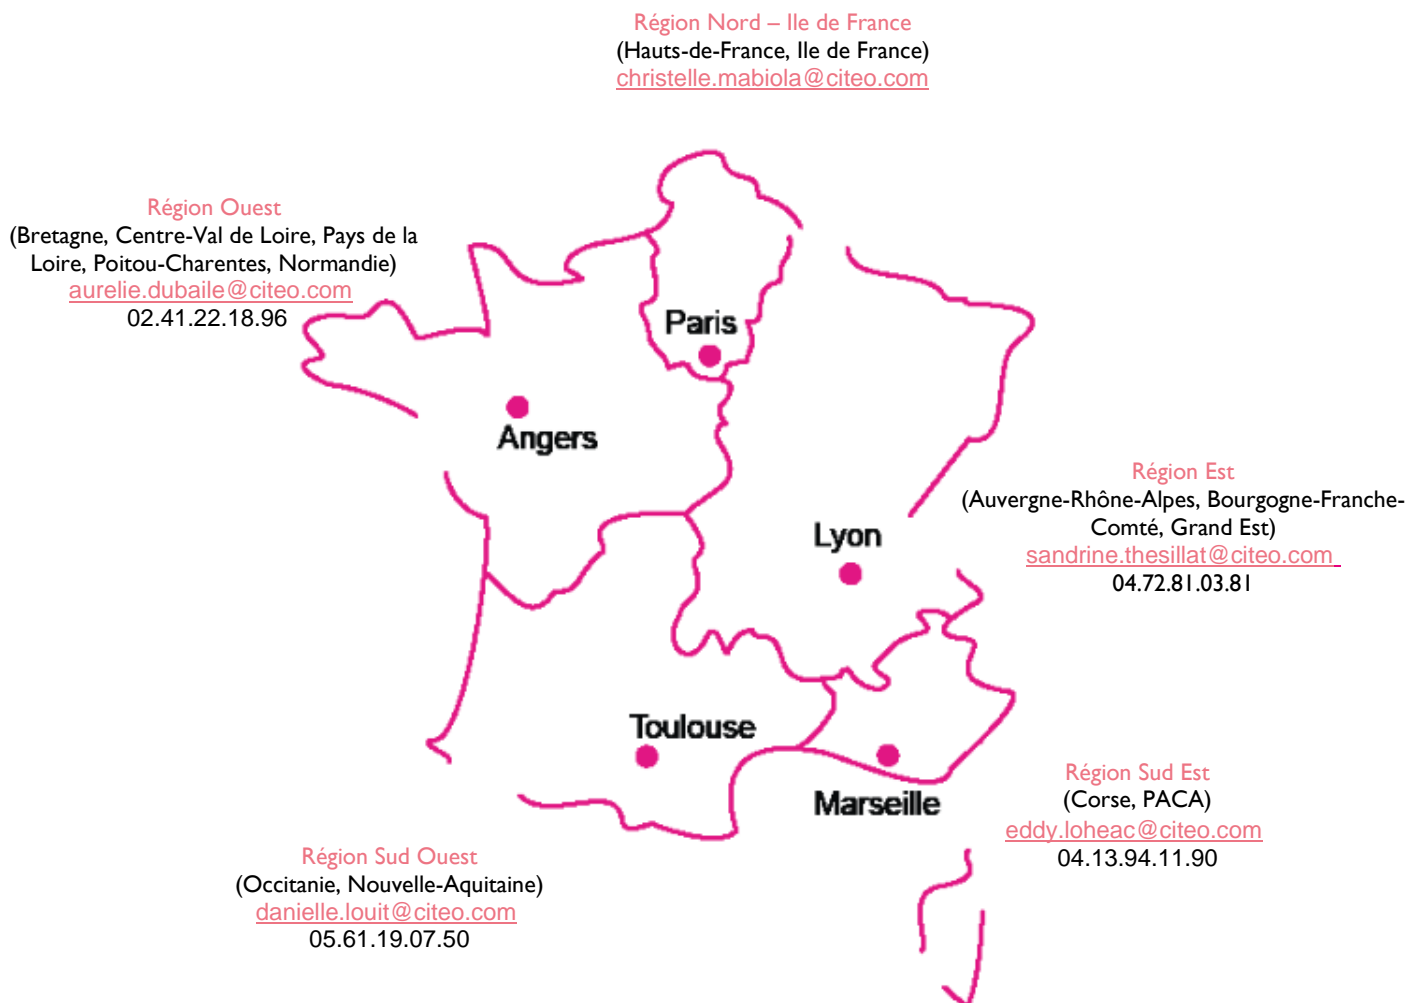 Région Nord – Ile de France
(Hauts-de-France, Ile de France)
christelle.mabiola@citeo.com
Région Ouest
(Bretagne, Centre-Val de Loire, Pays de la
Loire, Poitou-Charentes, Normandie)
aurelie.dubaile@citeo.com
02.41.22.18.96
Paris
Angers
Région Est
(Auvergne-Rhône-Alpes, Bourgogne-Franche-
Comté, Grand Est)
sandrine.thesillat@citeo.com
04.72.81.03.81
Lyon
Toulouse
Marseille
Région Sud Est
(Corse, PACA)
eddy.loheac@citeo.com
04.13.94.11.90
Région Sud Ouest
(Occitanie, Nouvelle-Aquitaine)
danielle.louit@citeo.com
05.61.19.07.50